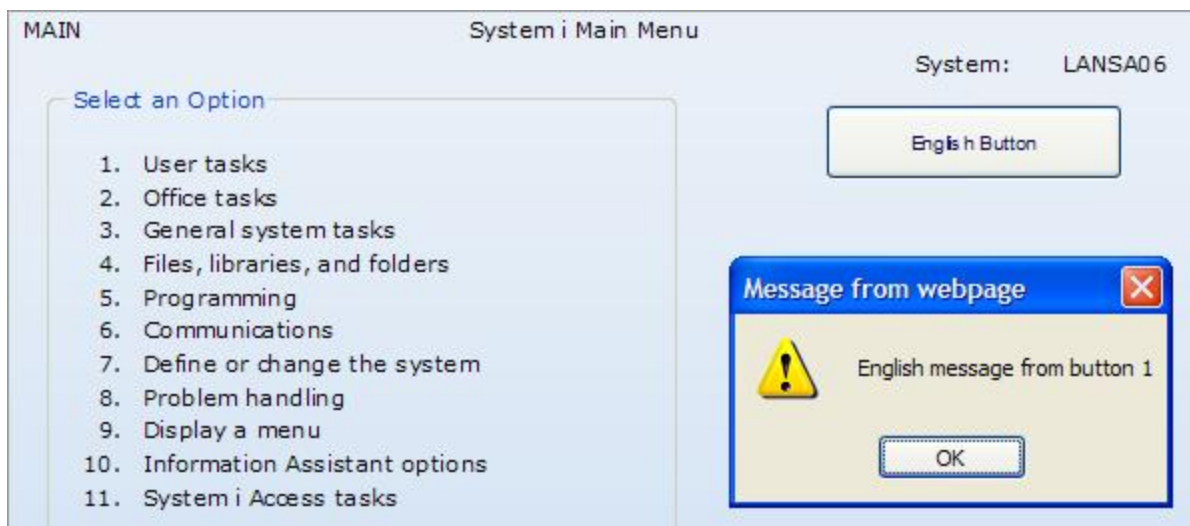 MAIN System i Main Menu
System: LANSA06
Select an Option
English Button
1. User tasks
2. Office tasks
3. General system tasks
4. Files, libraries, and folders
5. Programming
6. Communications
7. Define or change the system
8. Problem handling
9. Display a menu
10. Information Assistant options
11. System i Access tasks
Message from webpage
English message from button 1
OK